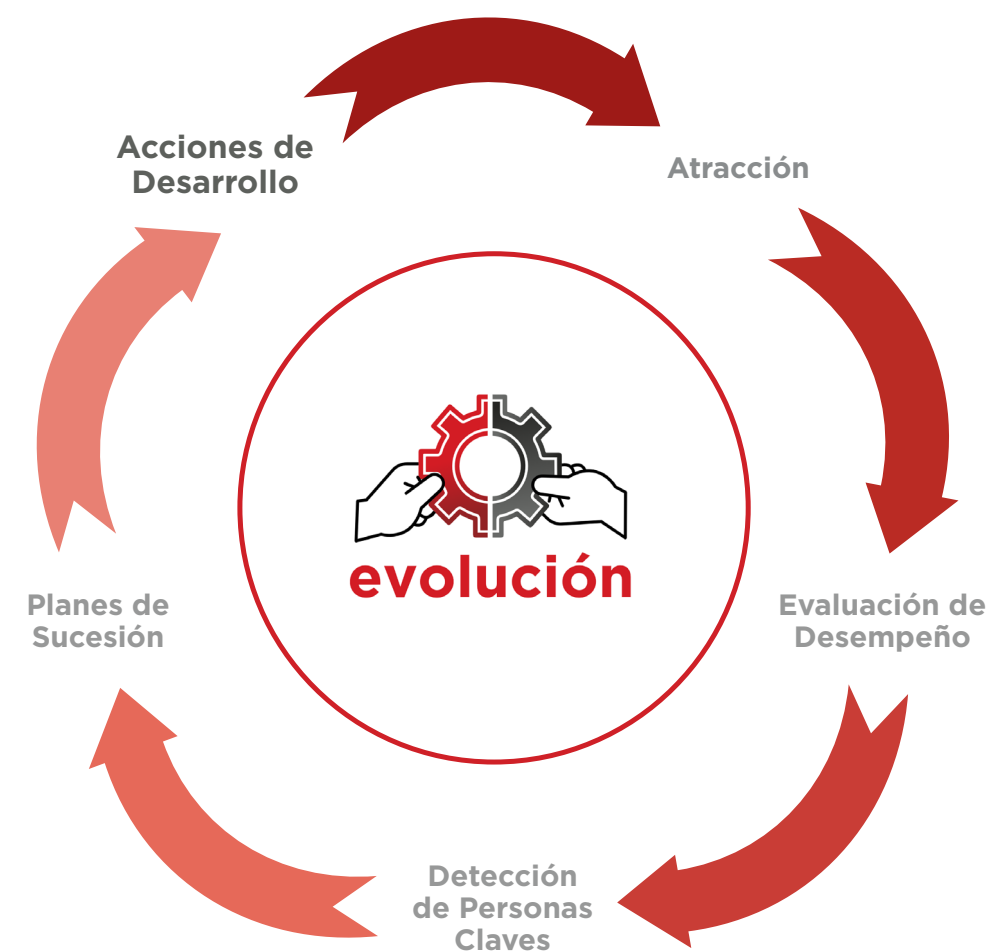 Acciones de
Desarrollo
Atracción
evolución
Planes de
Sucesión
Evaluación de
Desempeño
Detección
de Personas
Claves